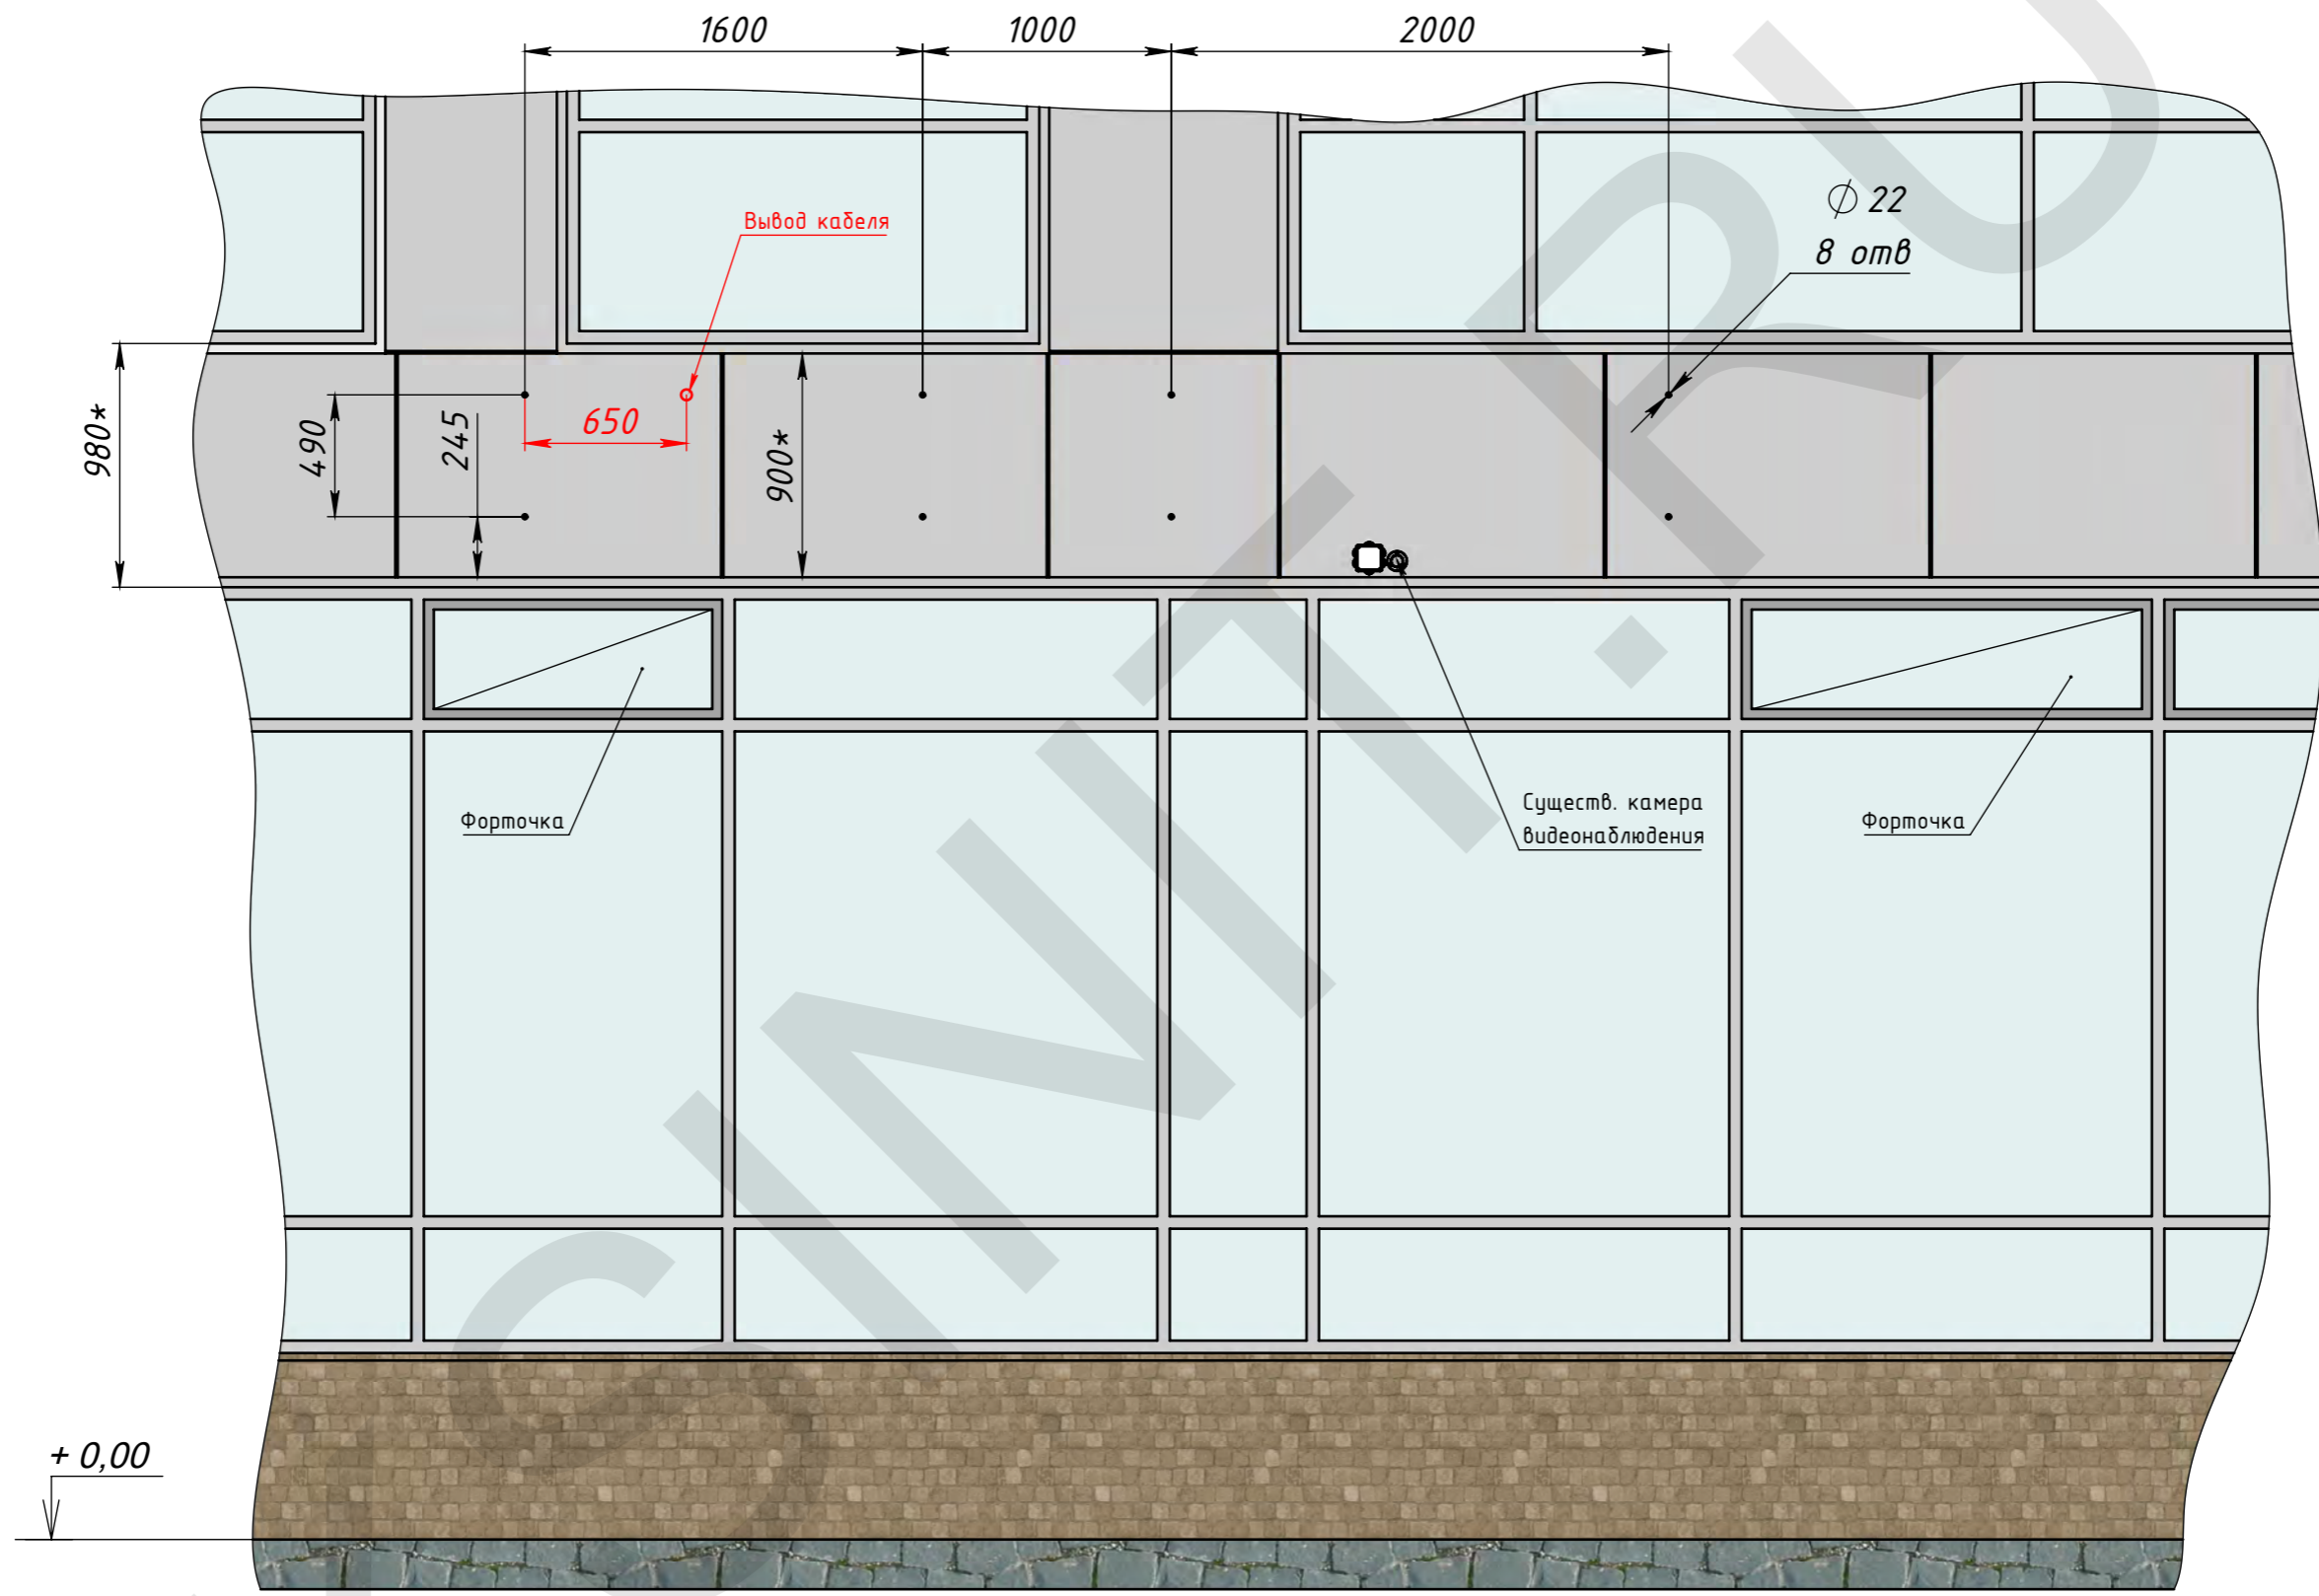 1600
1000
2000
Вывод кабеля
⌀ 22
8 отв
980*
490
245
650
900*
Форточка
Существ. камера
видеонаблюдения
Форточка
+ 0,00